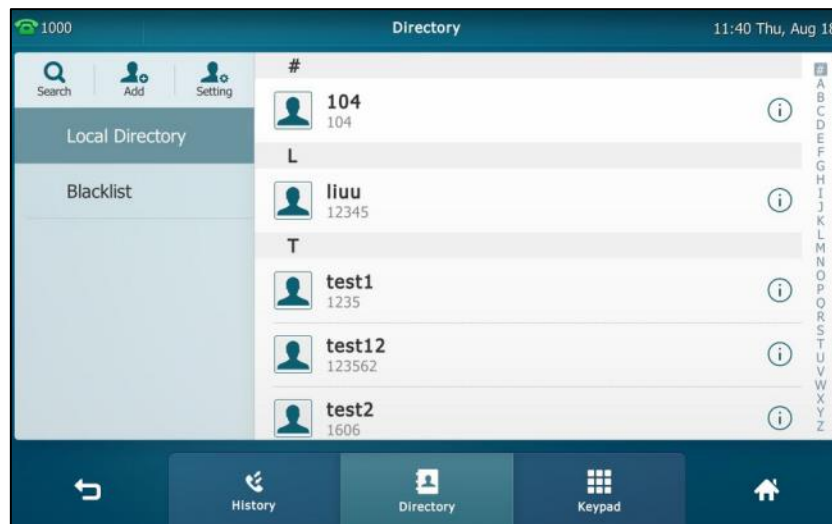 1000
Directory
11:40 Thu, Aug 18
Search
Add
Setting
Local Directory
Blacklist
#
104
104
L
liuu
12345
T
test1
1235
test12
123562
test2
1606
#
A
B
C
D
E
F
G
H
I
J
K
L
M
N
O
P
Q
R
S
T
U
V
W
X
Y
Z
History
Directory
Keypad